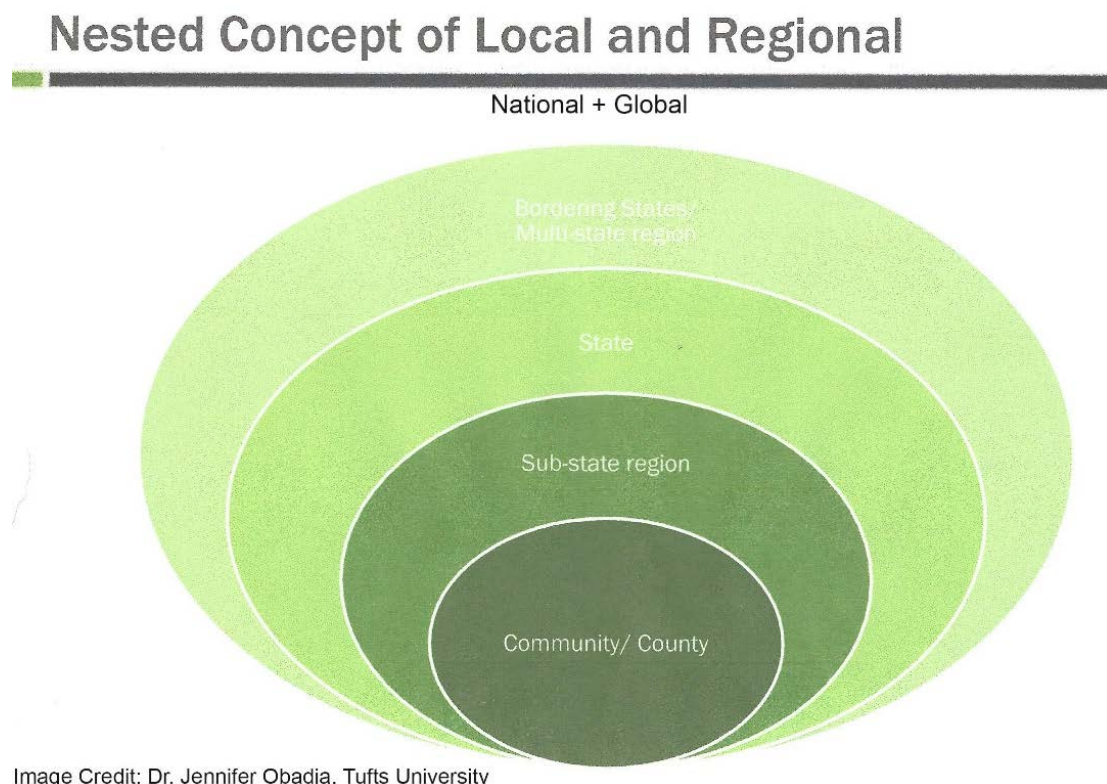 Nested Concept of Local and Regional
National + Global
Bordering States/
Multi-state region
State
Sub-state region
Community/ County
Image Credit: Dr. Jennifer Obadia, Tufts University